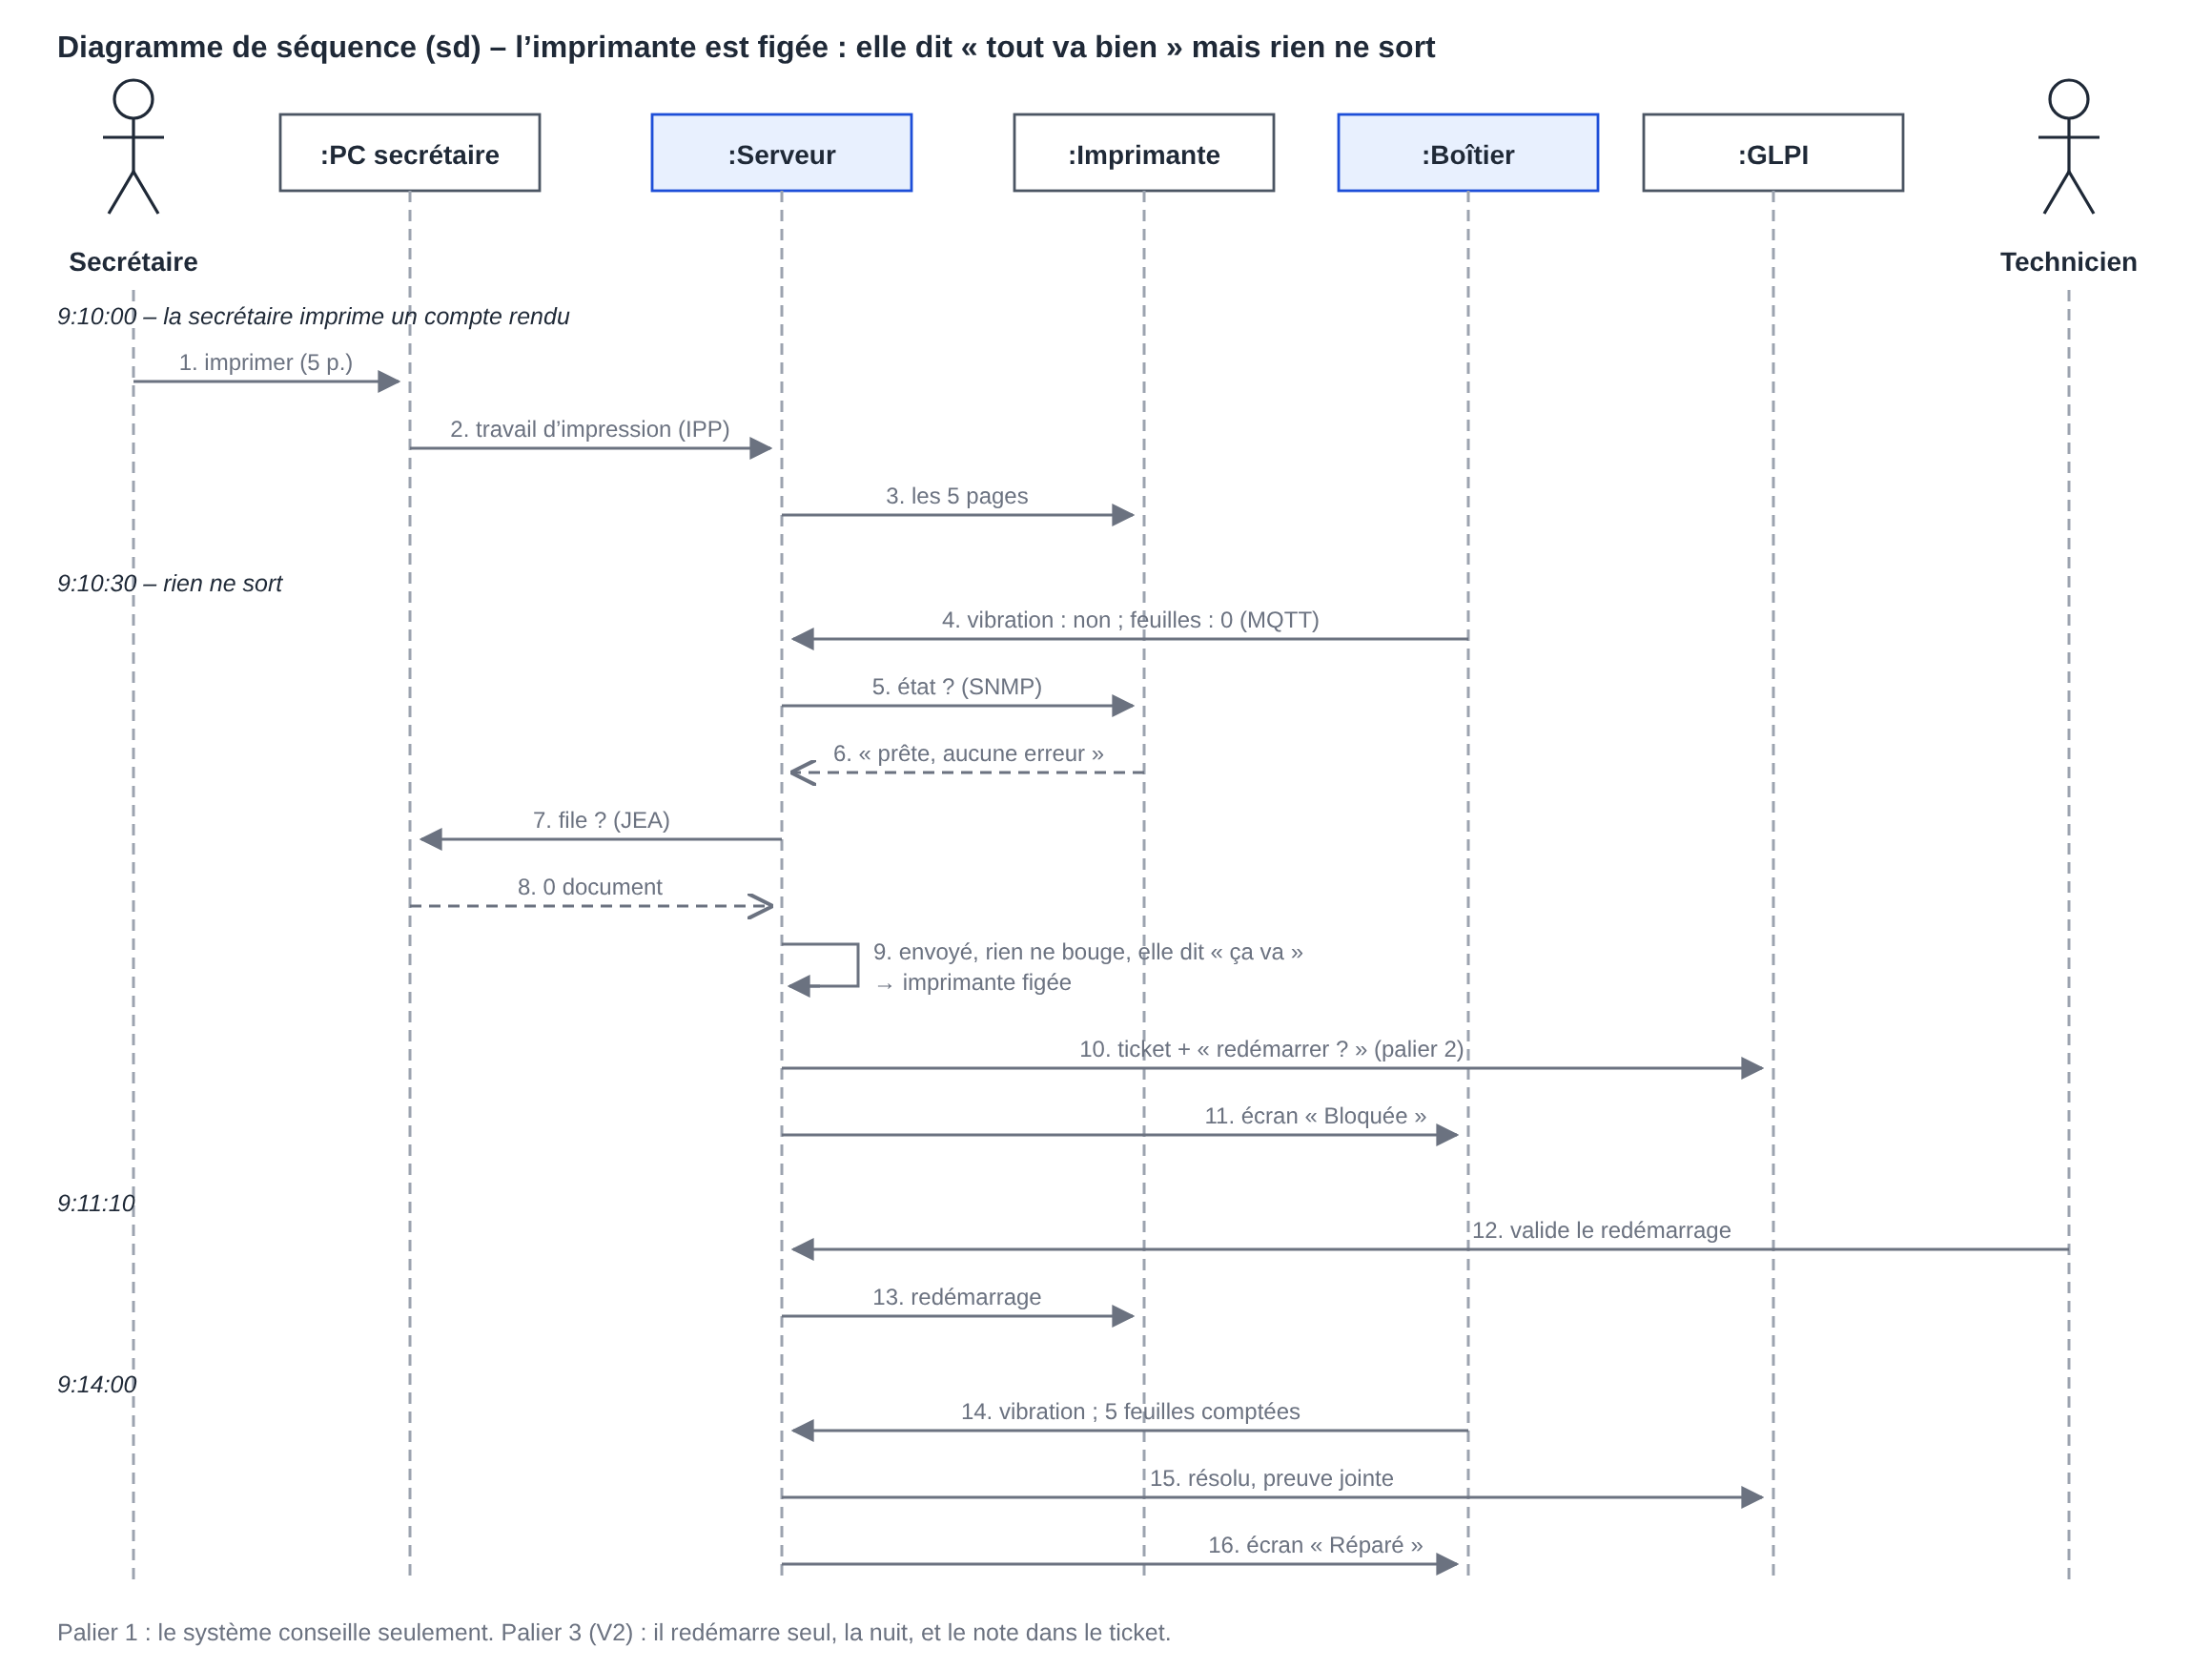 Diagramme de séquence (sd) – l’imprimante est figée : elle dit « tout va bien » mais rien ne sort
:PC secrétaire
:Serveur
:Imprimante
:Boîtier
:GLPI
Secrétaire
Technicien
9:10:00 – la secrétaire imprime un compte rendu
1. imprimer (5 p.)
2. travail d’impression (IPP)
3. les 5 pages
9:10:30 – rien ne sort
4. vibration : non ; feuilles : 0 (MQTT)
5. état ? (SNMP)
6. « prête, aucune erreur »
7. file ? (JEA)
8. 0 document
9. envoyé, rien ne bouge, elle dit « ça va »
→ imprimante figée
10. ticket + « redémarrer ? » (palier 2)
11. écran « Bloquée »
9:11:10
12. valide le redémarrage
13. redémarrage
9:14:00
14. vibration ; 5 feuilles comptées
15. résolu, preuve jointe
16. écran « Réparé »
Palier 1 : le système conseille seulement. Palier 3 (V2) : il redémarre seul, la nuit, et le note dans le ticket.